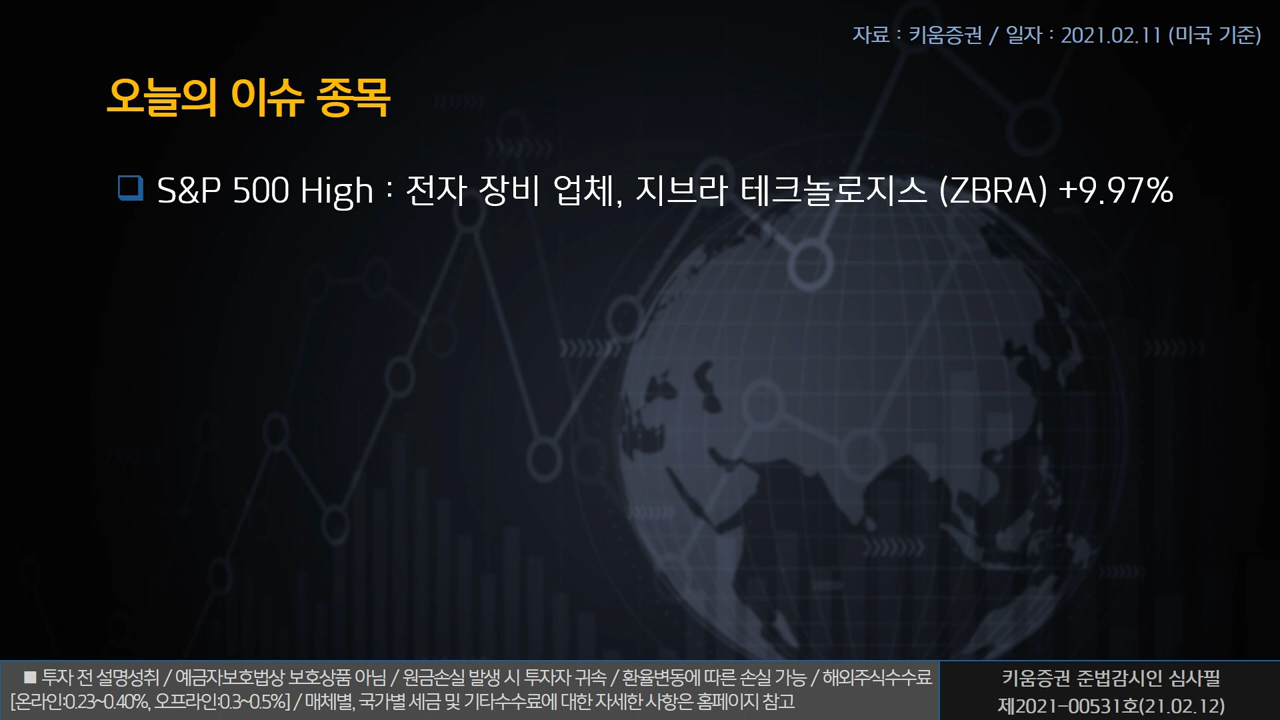 자료 : 키움증권 / 일자 : 2021.02.11 (미국 기준)
오늘의 이슈 종목
❑ S&P 500 High : 전자 장비 업체, 지브라 테크놀로지스 (ZBRA) +9.97%
■ 투자 전 설명성취 / 예금자보호법상 보호상품 아님 / 원금손실 발생 시 투자자 귀속 / 환율변동에 따른 손실 가능 / 해외주식수수료
[온라인:0.23~0.40%, 오프라인:0.3~0.5%] / 매체별, 국가별 세금 및 기타수수료에 대한 자세한 사항은 홈페이지 참고
키움증권 준법감시인 심사필
제2021-00531호(21.02.12)